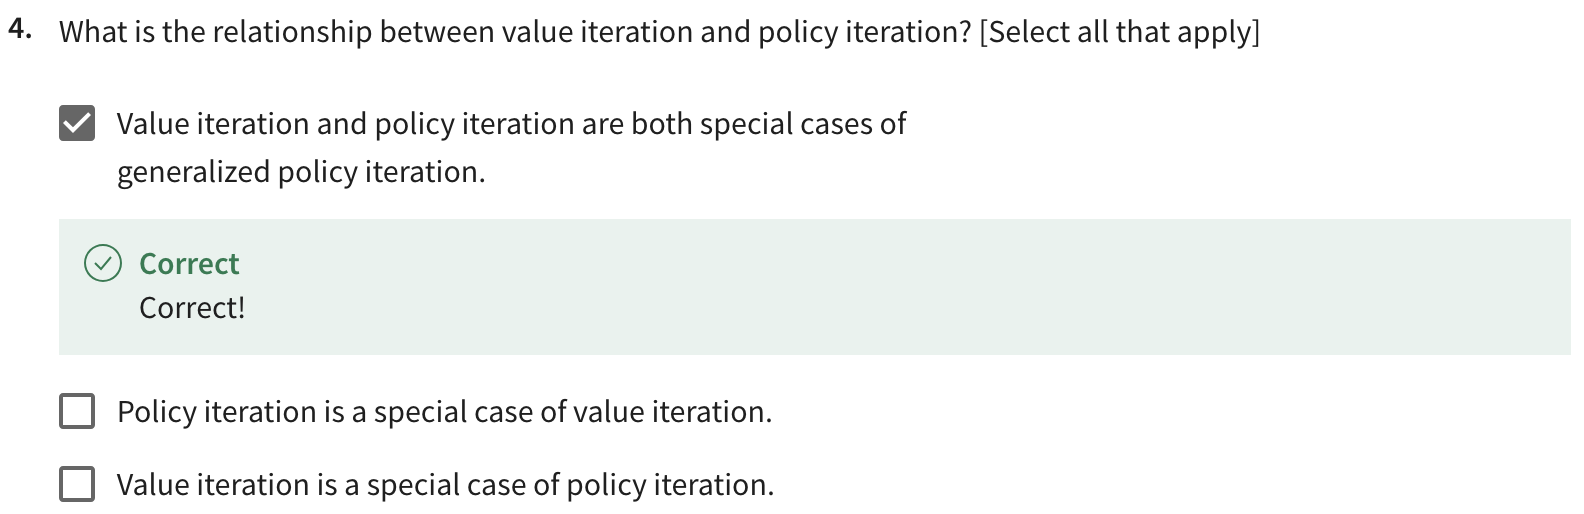 4. What is the relationship between value iteration and policy iteration? [Select all that apply]
Value iteration and policy iteration are both special cases of
generalized policy iteration.
Correct
Correct!
Policy iteration is a special case of value iteration.
Value iteration is a special case of policy iteration.